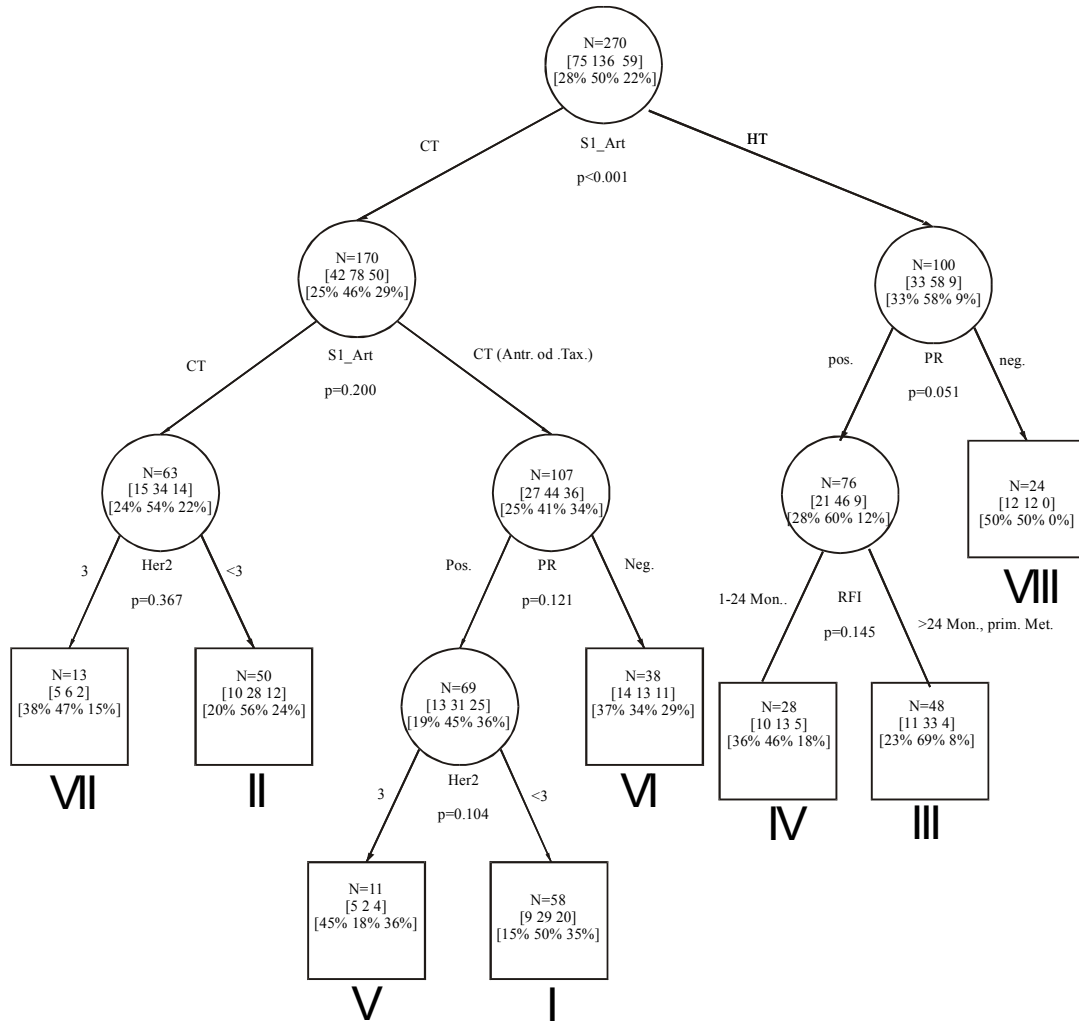 N=270
[75 136 59]
[28% 50% 22%]
CT
S1_Art
HT
p<0.001
N=170
[42 78 50]
[25% 46% 29%]
N=100
[33 58 9]
[33% 58% 9%]
CT
S1_Art
CT (Antr. od .Tax.)
p=0.200
pos.
PR
neg.
p=0.051
N=63
[15 34 14]
[24% 54% 22%]
N=107
[27 44 36]
[25% 41% 34%]
N=76
[21 46 9]
[28% 60% 12%]
N=24
[12 12 0]
[50% 50% 0%]
VIII
3
Her2
<3
p=0.367
Pos.
PR
Neg.
p=0.121
1-24 Mon..
RFI
>24 Mon., prim. Met.
p=0.145
N=13
[5 6 2]
[38% 47% 15%]
VII
N=50
[10 28 12]
[20% 56% 24%]
II
N=69
[13 31 25]
[19% 45% 36%]
N=38
[14 13 11]
[37% 34% 29%]
VI
N=28
[10 13 5]
[36% 46% 18%]
IV
N=48
[11 33 4]
[23% 69% 8%]
III
3
Her2
<3
p=0.104
N=11
[5 2 4]
[45% 18% 36%]
V
N=58
[9 29 20]
[15% 50% 35%]
I